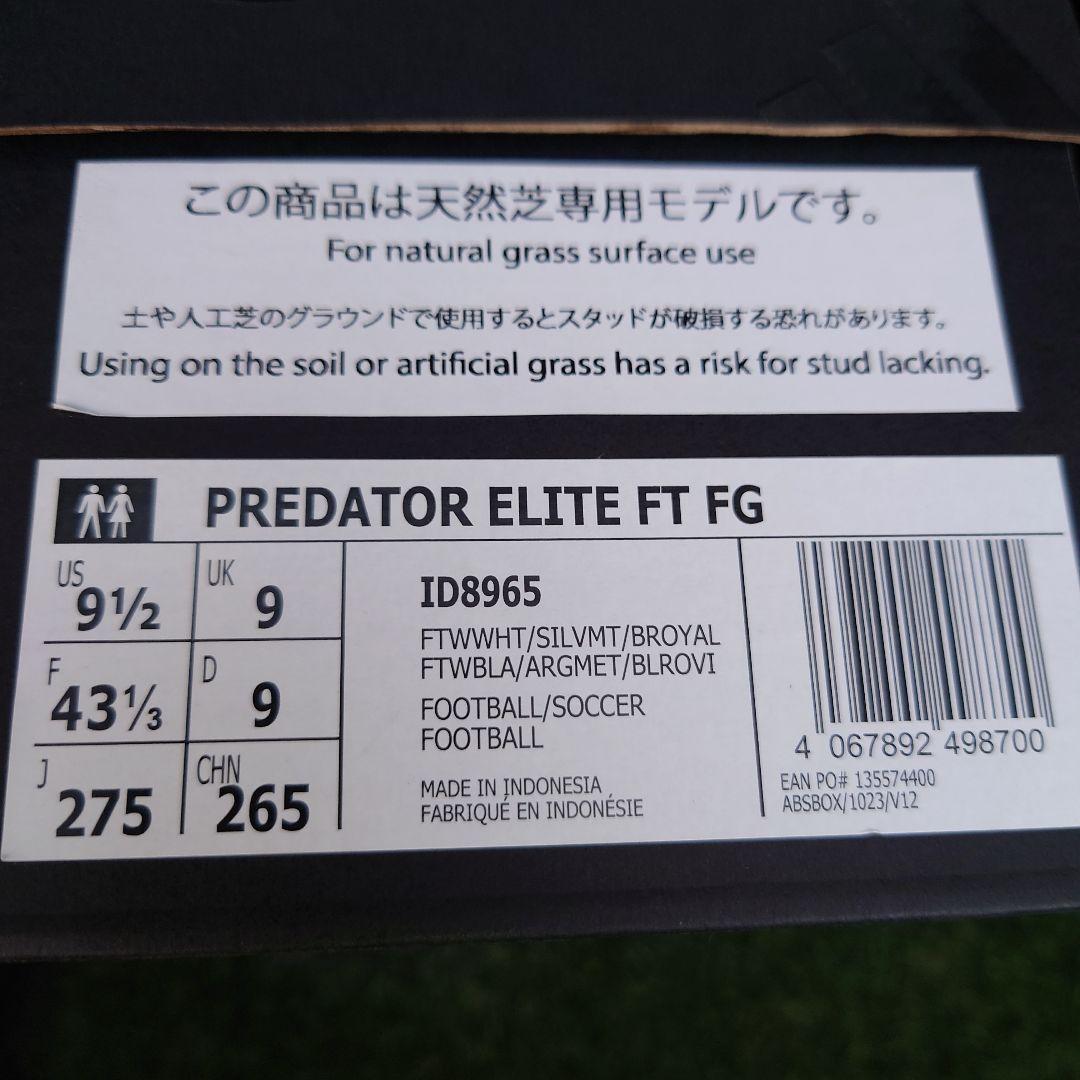 この商品は天然芝専用モデルです。
For natural grass surface use
土や人工芝のグラウンドで使用するとスタッドが破損する恐れがあります。
Using on the soil or artificial grass has a risk for stud lacking.
PREDATOR ELITE FT FG
US 9½ UK 9
F 43⅓ D 9
J 275 CHN 265
ID8965
FTWWHT/SILVMT/BROYAL
FTWBLA/ARGMET/BLROVI
FOOTBALL/SOCCER
FOOTBALL
MADE IN INDONESIA
FABRIQUÉ EN INDONÉSIE
4 067892 498700
EAN PO# 135574400
ABSBOX/1023/V12